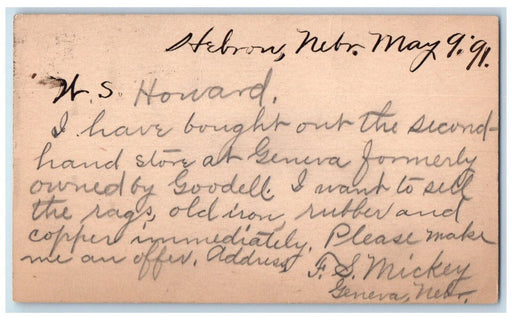 Hebron, Nebr. May 9. '91.
W. S. Howard.
I have bought out the second-
hand store at Geneva formerly
owned by Goodell. I want to sell
the rags, old iron, rubber and
copper immediately. Please make
me an offer. Address F. S. Mickey
Geneva, Nebr.